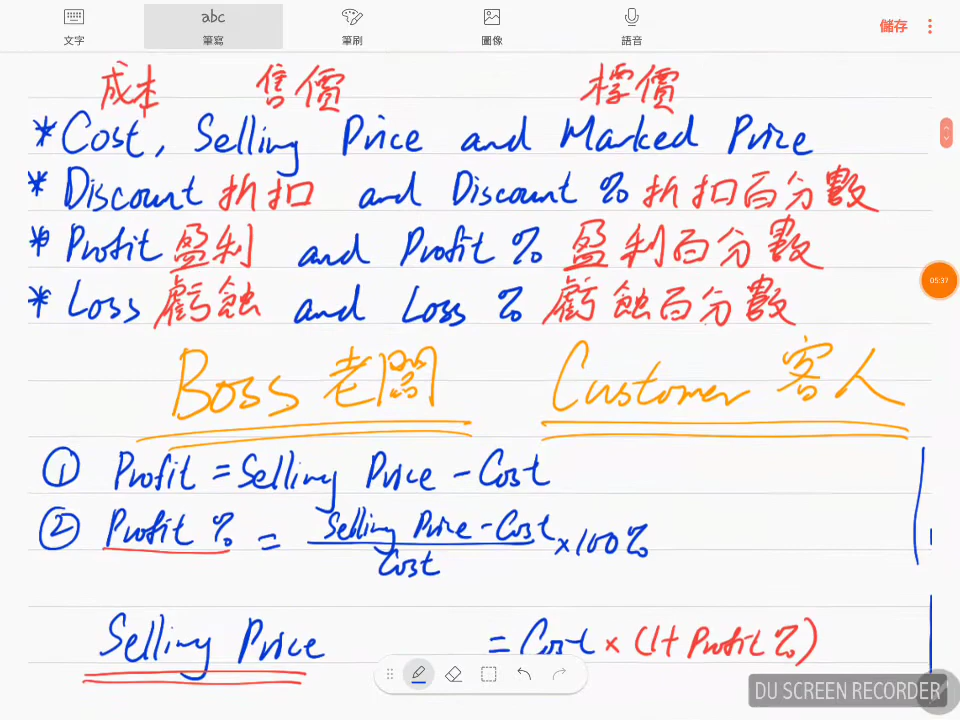 文字 abc 筆寫 筆刷 圖像 語音 儲存
成本 售價 標價
*Cost, Selling Price and Marked Price
* Discount 折扣 and Discount % 折扣百分數
* Profit 盈利 and Profit % 盈利百分數
* Loss 虧蝕 and Loss % 虧蝕百分數
05:37
Boss 老闆 Customer 客人
① Profit = Selling Price - Cost
② Profit % = Selling Price - Cost / Cost × 100%
Selling Price = Cost × (1+ Profit %)
DU SCREEN RECORDER